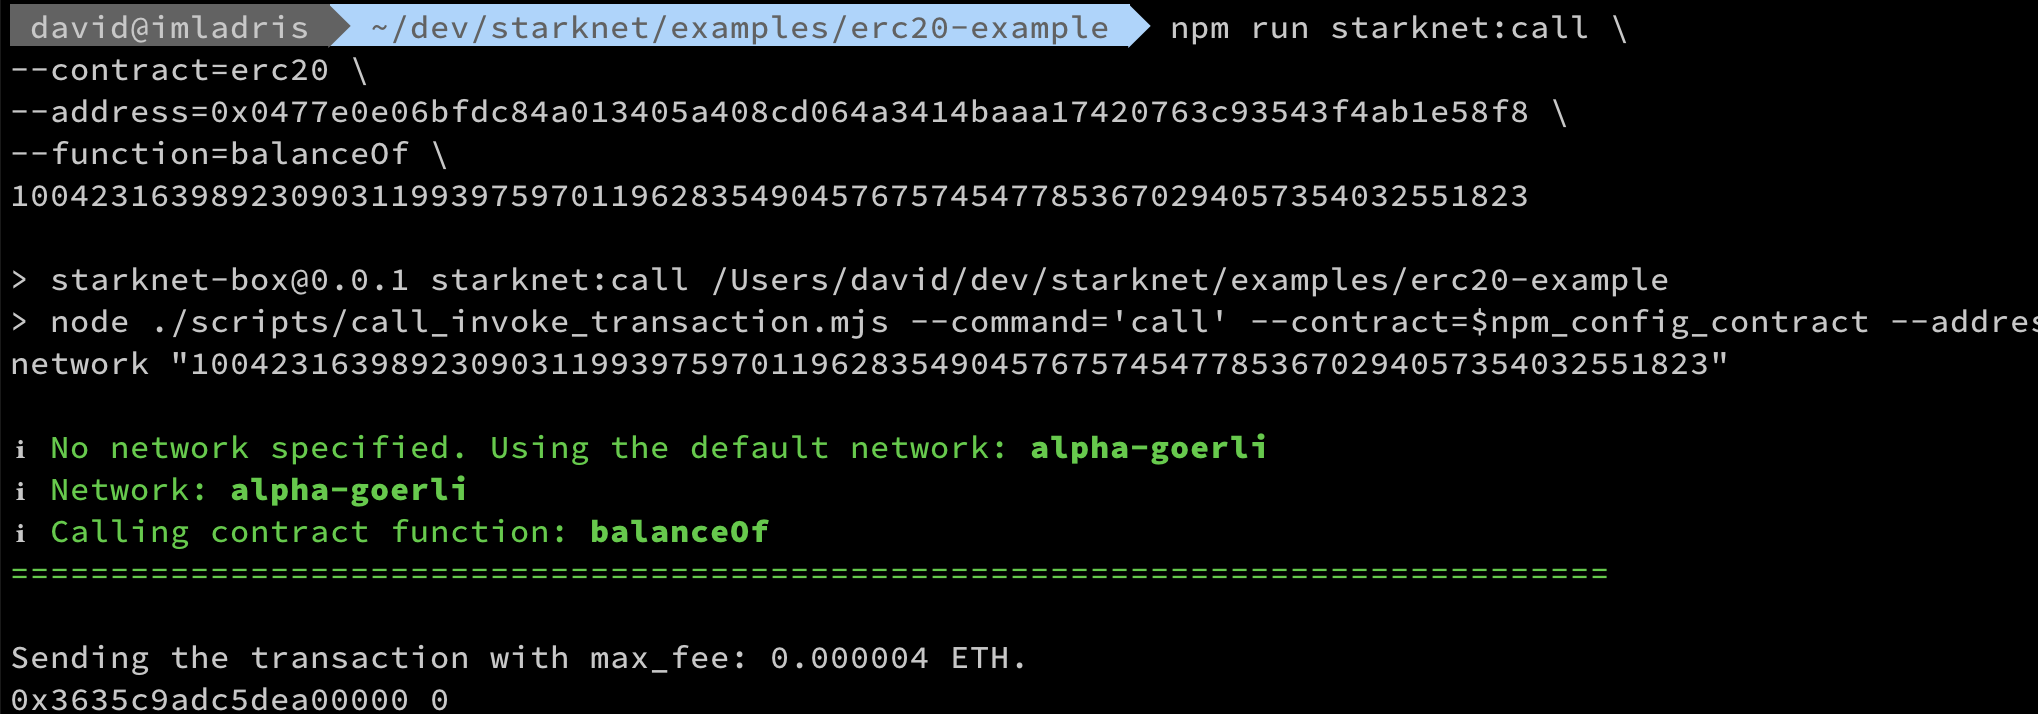 david@imladris ~/dev/starknet/examples/erc20-example npm run starknet:call \
--contract=erc20 \
--address=0x0477e0e06bfdc84a013405a408cd064a3414baaa17420763c93543f4ab1e58f8 \
--function=balanceOf \
1004231639892309031199397597011962835490457675745477853670294057354032551823

> starknet-box@0.0.1 starknet:call /Users/david/dev/starknet/examples/erc20-example
> node ./scripts/call_invoke_transaction.mjs --command='call' --contract=$npm_config_contract --addres
network "1004231639892309031199397597011962835490457675745477853670294057354032551823"

i No network specified. Using the default network: alpha-goerli
i Network: alpha-goerli
i Calling contract function: balanceOf
================================================================================

Sending the transaction with max_fee: 0.000004 ETH.
0x3635c9adc5dea00000 0